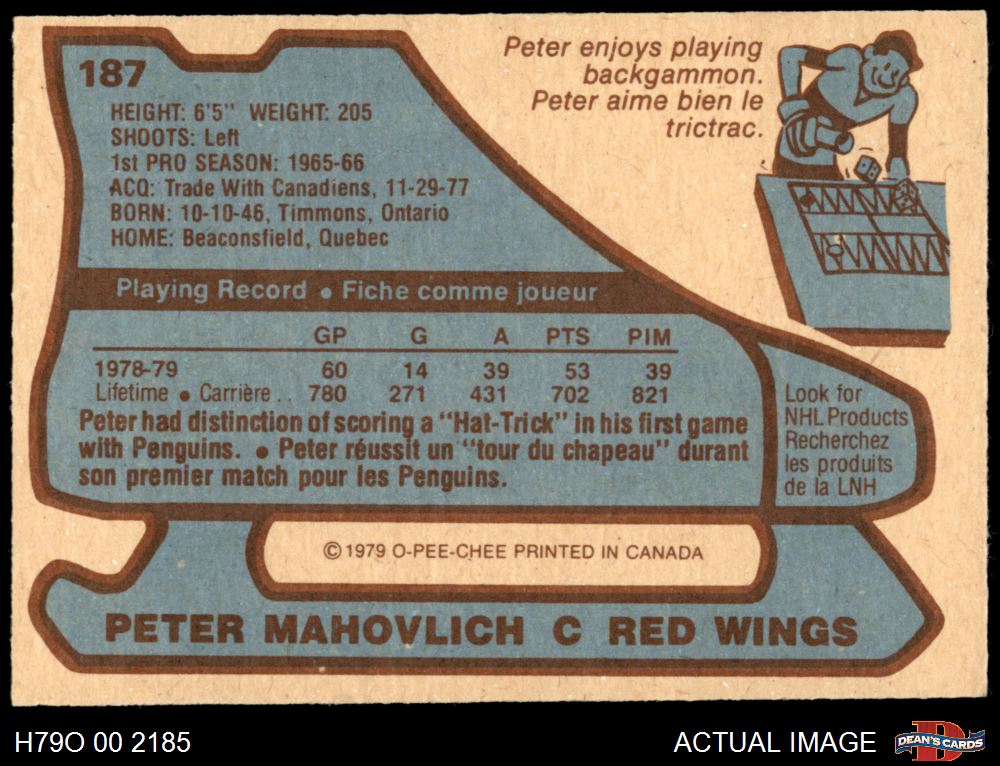 187
Peter enjoys playing
backgammon.
Peter aime bien le
trictrac.
HEIGHT: 6'5" WEIGHT: 205
SHOOTS: Left
1st PRO SEASON: 1965-66
ACQ: Trade With Canadiens, 11-29-77
BORN: 10-10-46, Timmons, Ontario
HOME: Beaconsfield, Quebec
Playing Record • Fiche comme joueur
GP G A PTS PIM
1978-79 60 14 39 53 39
Lifetime • Carrière .. 780 271 431 702 821
Peter had distinction of scoring a "Hat-Trick" in his first game
with Penguins. • Peter réussit un "tour du chapeau" durant
son premier match pour les Penguins.
Look for
NHL Products
Recherchez
les produits
de la LNH
© 1979 O-PEE-CHEE PRINTED IN CANADA
PETER MAHOVLICH C RED WINGS
H79O 00 2185
ACTUAL IMAGE
DEAN'S CARDS